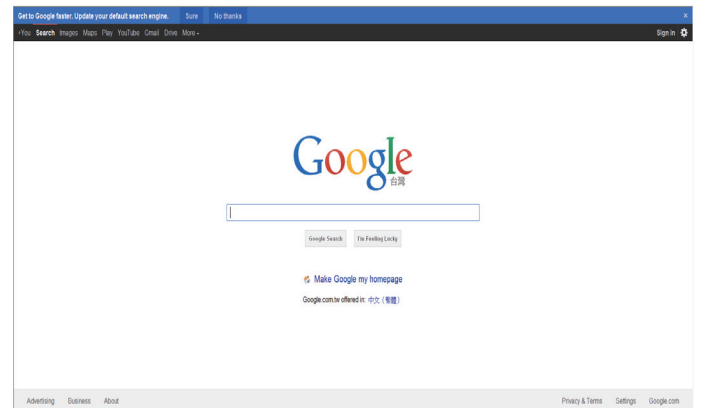 Get to Google faster. Update your default search engine. Sure No thanks x
+You Search Images Maps Play YouTube Gmail Drive More Sign in
Google
台灣
Google Search I'm Feeling Lucky
Make Google my homepage
Google.com.tw offered in: 中文（繁體）
Advertising Business About Privacy & Terms Settings Google.com